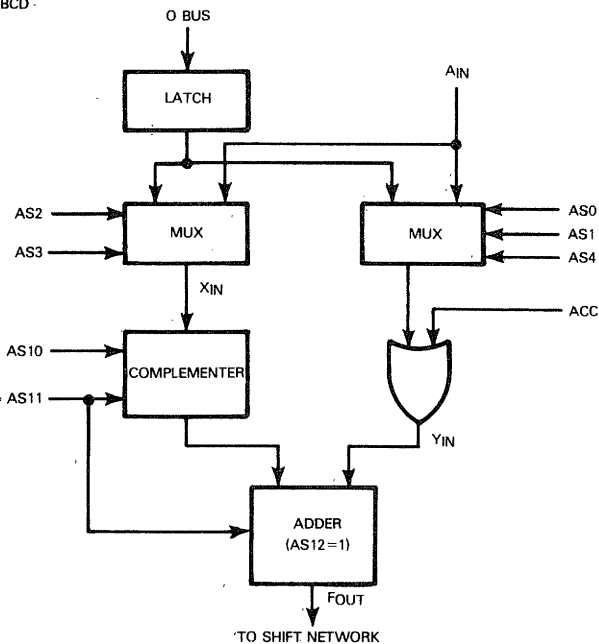 BCD
O BUS
LATCH
AIN
AS2
AS3
MUX
MUX
AS0
AS1
AS4
XIN
ACC
AS10
AS11
COMPLEMENTER
YIN
ADDER
(AS12=1)
FOUT
TO SHIFT NETWORK